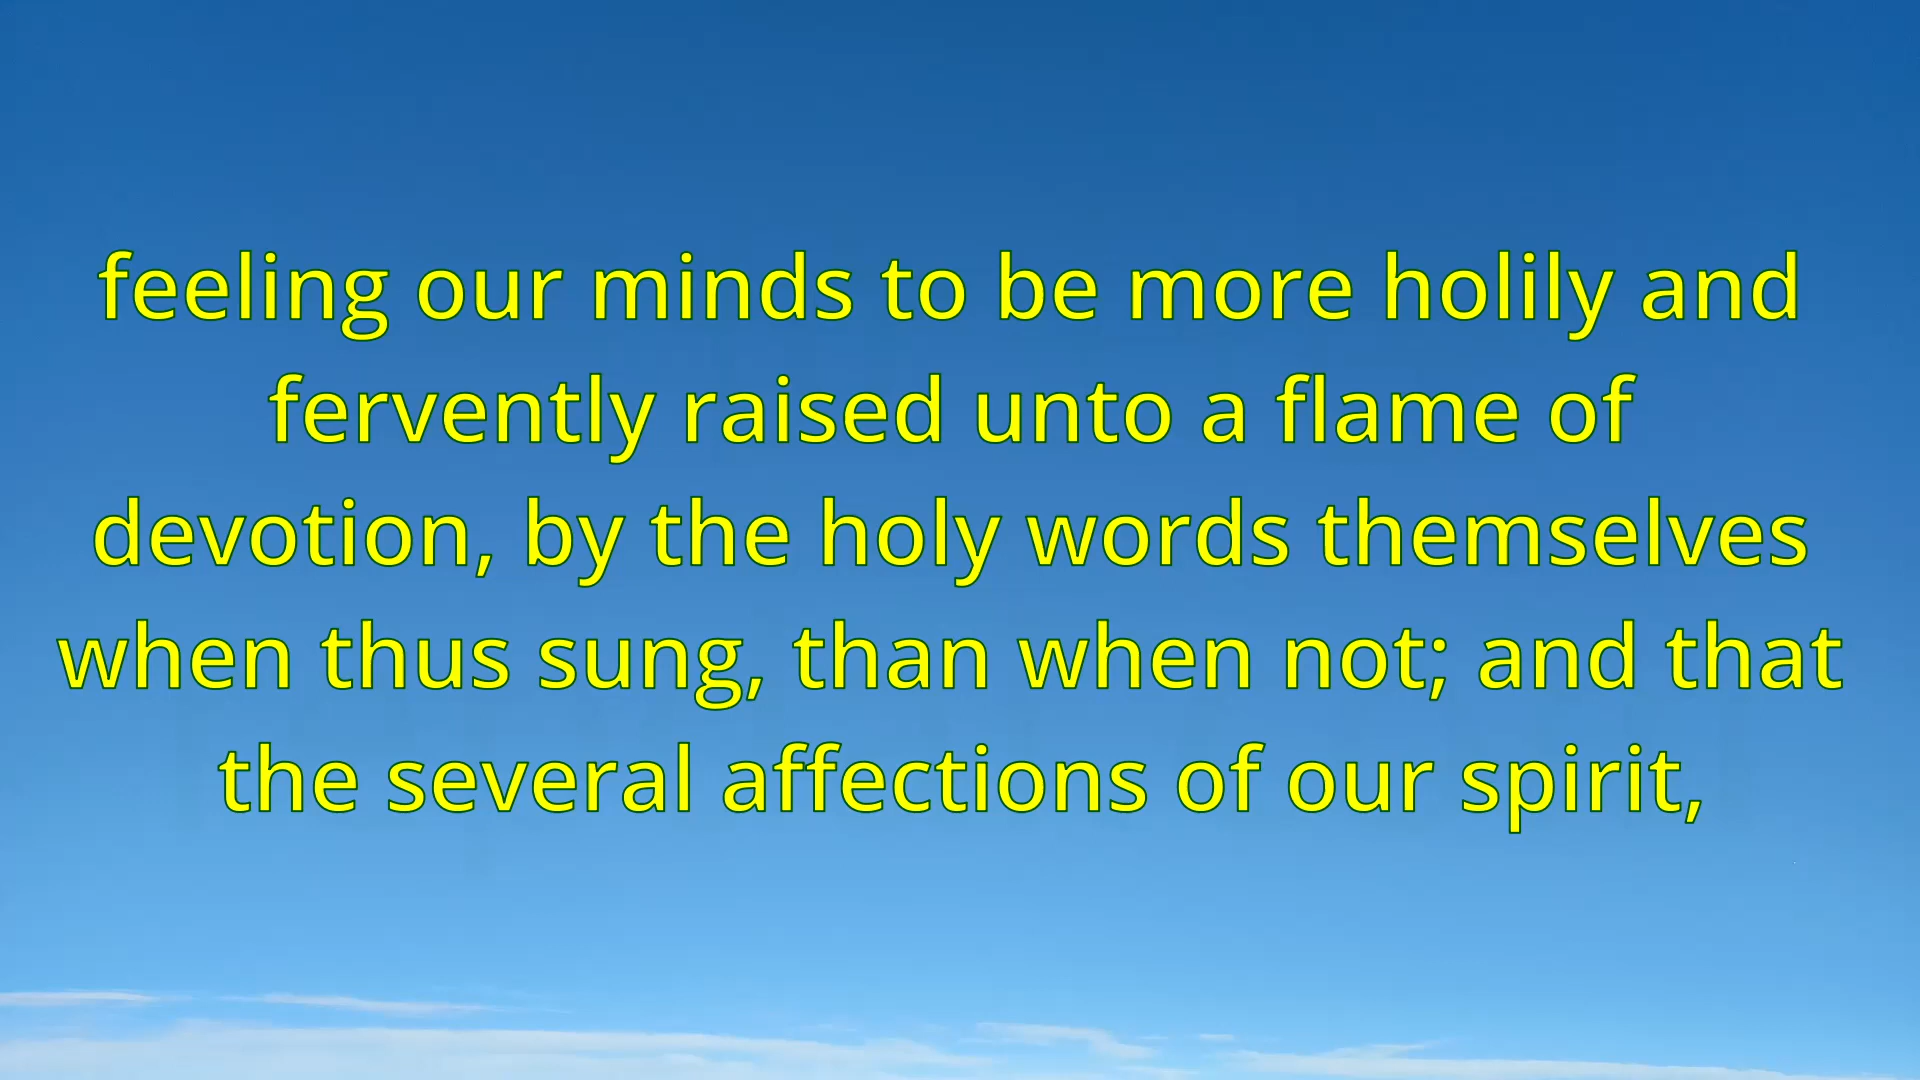 feeling our minds to be more holily and
fervently raised unto a flame of
devotion, by the holy words themselves
when thus sung, than when not; and that
the several affections of our spirit,